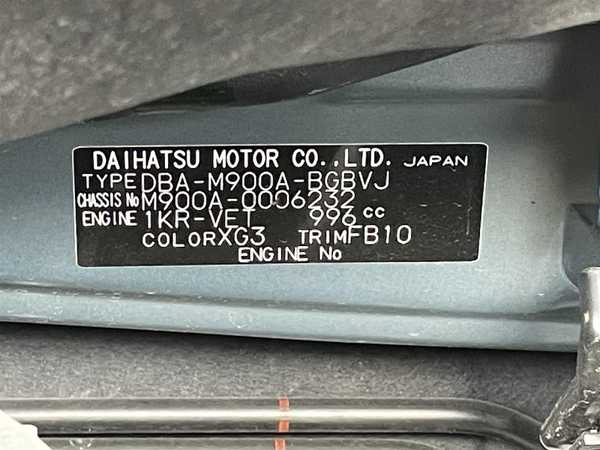 DAIHATSU MOTOR CO.,LTD. JAPAN
TYPE DBA-M900A-BGBVJ
CHASSIS No M900A-0006232
ENGINE 1KR-VET 996 cc
COLOR XG3 TRIM FB10
ENGINE No